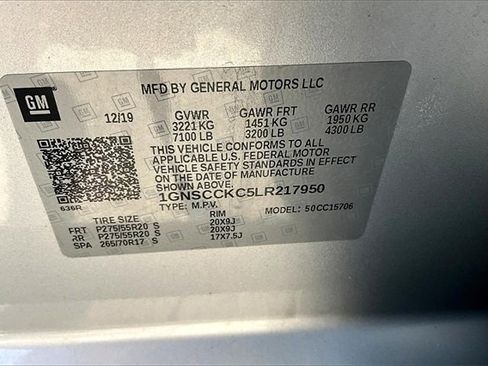 MFD BY GENERAL MOTORS LLC
GM
12/19 GVWR GAWR FRT GAWR RR
3221 KG 1451 KG 1950 KG
7100 LB 3200 LB 4300 LB
THIS VEHICLE CONFORMS TO ALL
APPLICABLE U.S. FEDERAL MOTOR
VEHICLE SAFETY STANDARDS IN EFFECT
ON THE DATE OF MANUFACTURE
SHOWN ABOVE.
1GNSCCKC5LR217950
TYPE: M.P.V. MODEL: 50CC15706
636R
TIRE SIZE RIM
FRT P275/55R20 S 20X9J
RR P275/55R20 S 20X9J
SPA 265/70R17 S 17X7.5J